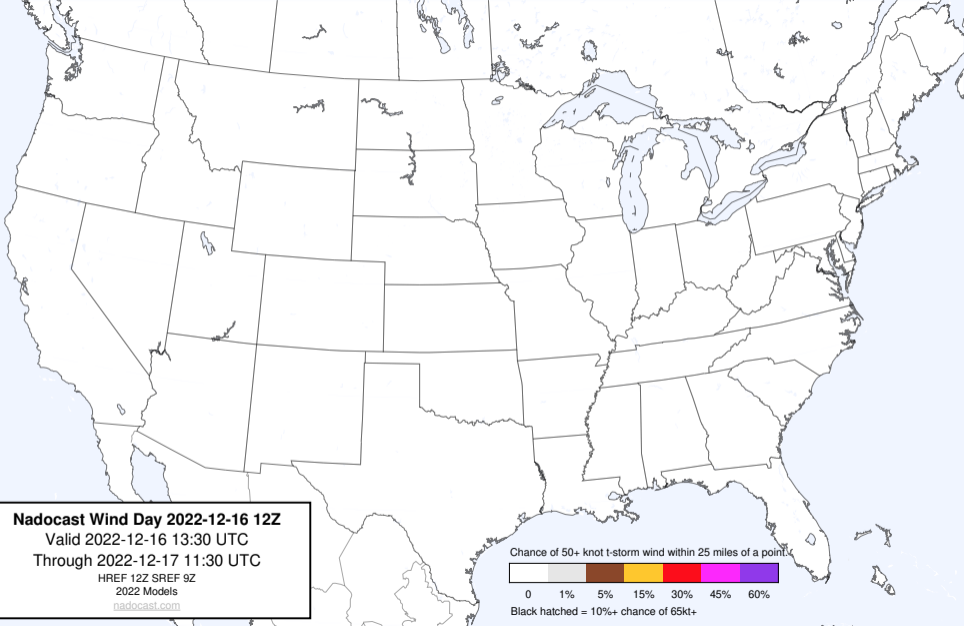 Nadocast Wind Day 2022-12-16 12Z
Valid 2022-12-16 13:30 UTC
Through 2022-12-17 11:30 UTC
HREF 12Z SREF 9Z
2022 Models
nadocast.com
Chance of 50+ knot t-storm wind within 25 miles of a point.
0 1% 5% 15% 30% 45% 60%
Black hatched = 10%+ chance of 65kt+